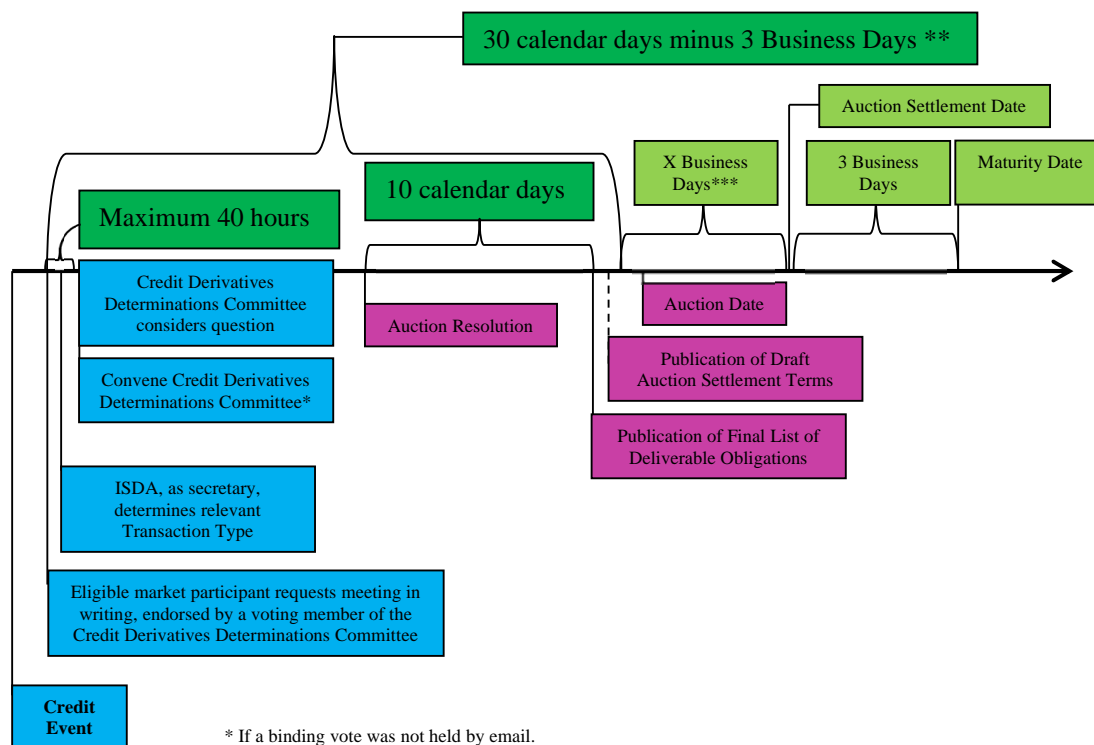 30 calendar days minus 3 Business Days **
Auction Settlement Date
X Business
Days***
3 Business
Days
Maturity Date
10 calendar days
Maximum 40 hours
Credit Derivatives
Determinations Committee
considers question
Auction Resolution
Auction Date
Convene Credit Derivatives
Determinations Committee*
Publication of Draft
Auction Settlement Terms
Publication of Final List of
Deliverable Obligations
ISDA, as secretary,
determines relevant
Transaction Type
Eligible market participant requests meeting in
writing, endorsed by a voting member of the
Credit Derivatives Determinations Committee
Credit
Event
* If a binding vote was not held by email.